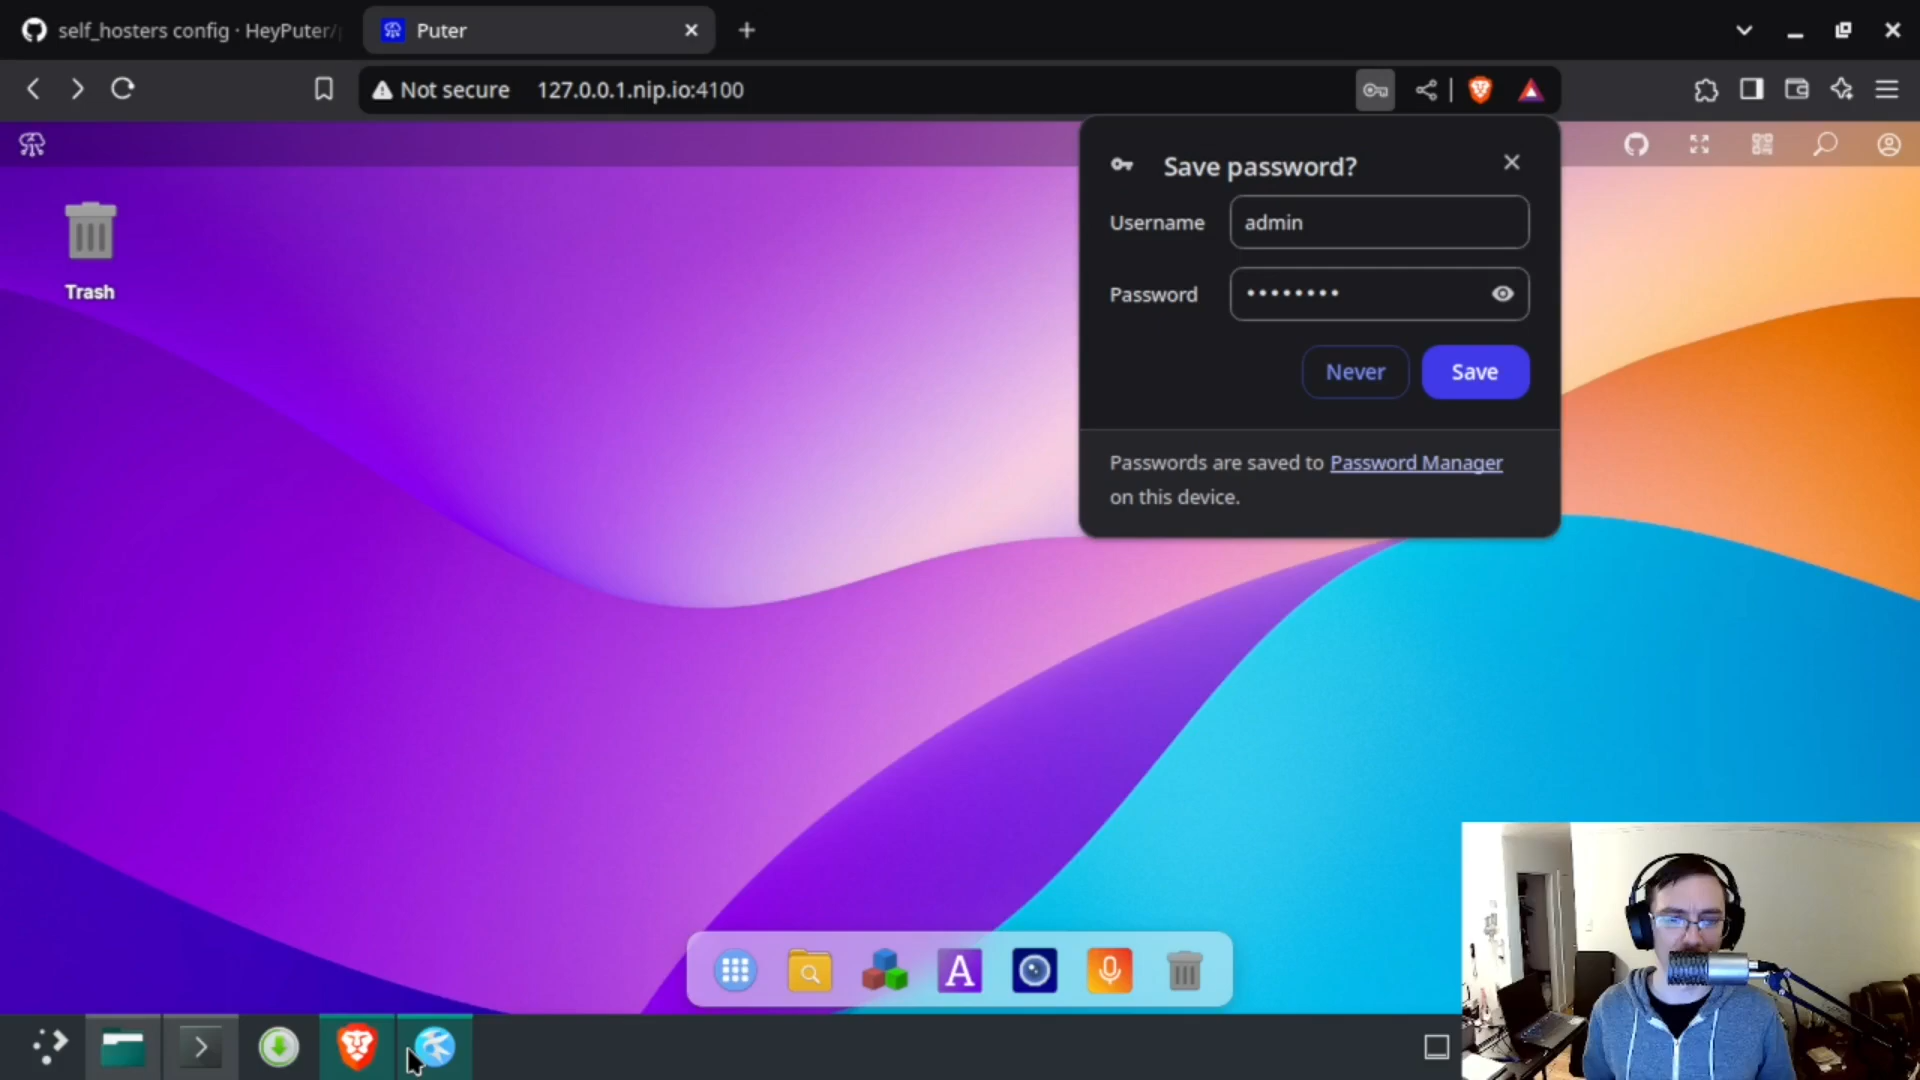 self_hosters config · HeyPuter/
Puter
Not secure
127.0.0.1.nip.io:4100
Save password?
Username
admin
Password
••••••••
Never
Save
Passwords are saved to Password Manager
on this device.
Trash
A